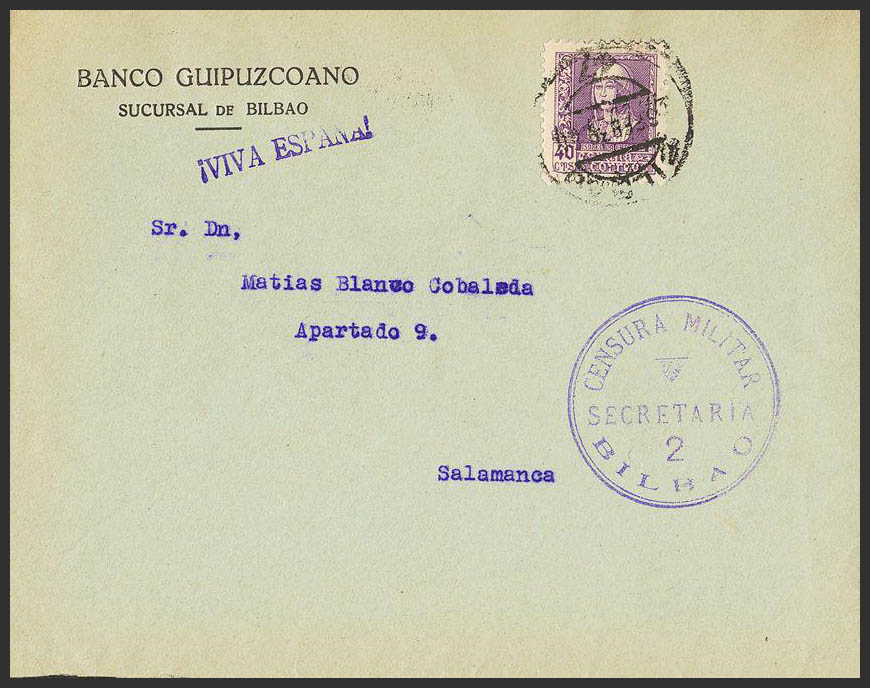 BANCO GUIPUZCOANO
SUCURSAL DE BILBAO
¡VIVA ESPAÑA!
40
CTS
CORREO
Sr. Dn,
Matias Blanco Cobaleda
Apartado 9.
Salamanca
CENSURA MILITAR
SECRETARIA
2
BILBAO